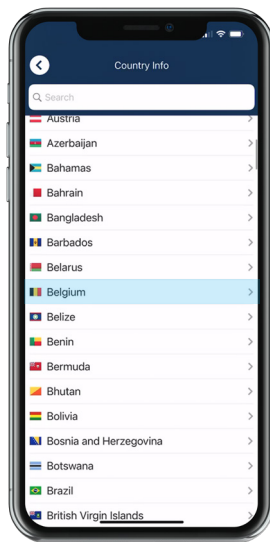 Country Info
Search
Austria
Azerbaijan
Bahamas
Bahrain
Bangladesh
Barbados
Belarus
Belgium
Belize
Benin
Bermuda
Bhutan
Bolivia
Bosnia and Herzegovina
Botswana
Brazil
British Virgin Islands